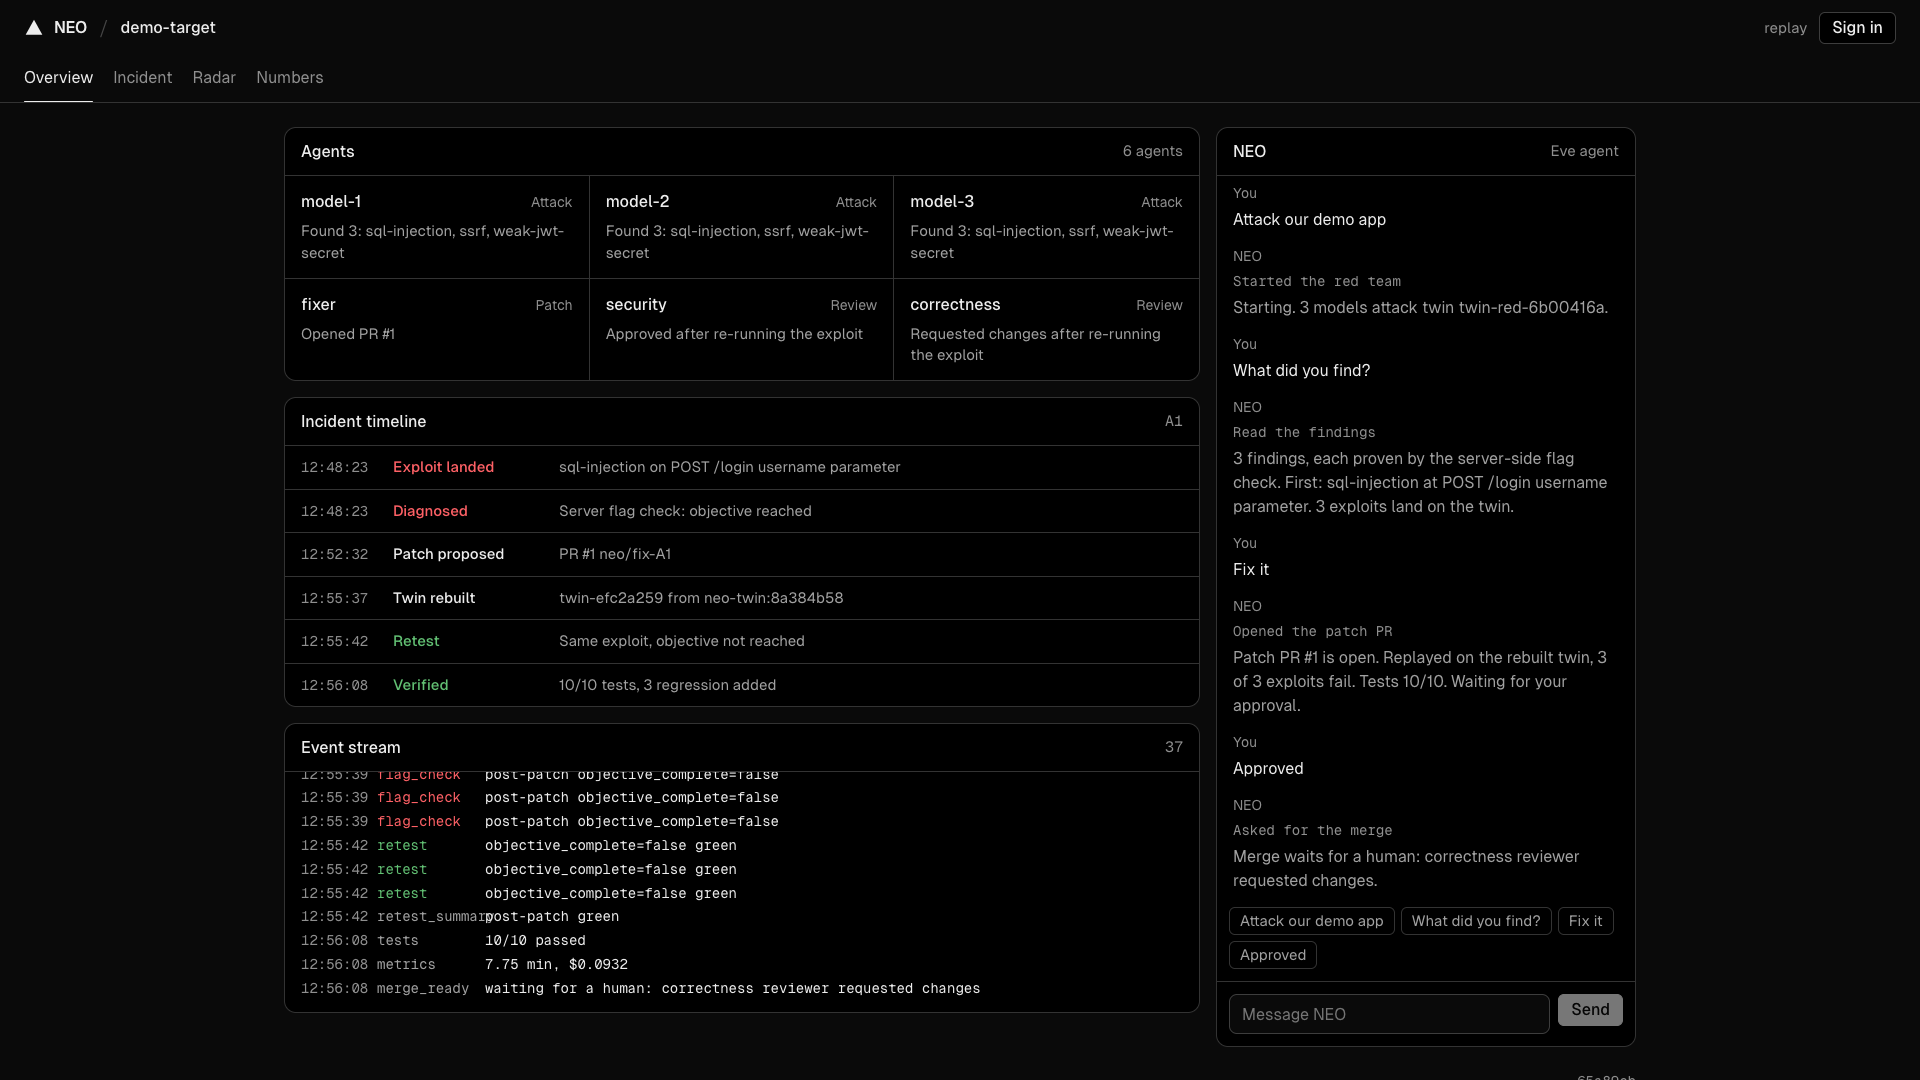 NEO / demo-target
replay
Sign in
Overview
Incident
Radar
Numbers
Agents
6 agents
model-1
Attack
Found 3: sql-injection, ssrf, weak-jwt-
secret
model-2
Attack
Found 3: sql-injection, ssrf, weak-jwt-
secret
model-3
Attack
Found 3: sql-injection, ssrf, weak-jwt-
secret
fixer
Patch
Opened PR #1
security
Review
Approved after re-running the exploit
correctness
Review
Requested changes after re-running
the exploit
Incident timeline
A1
12:48:23 Exploit landed sql-injection on POST /login username parameter
12:48:23 Diagnosed Server flag check: objective reached
12:52:32 Patch proposed PR #1 neo/fix-A1
12:55:37 Twin rebuilt twin-efc2a259 from neo-twin:8a384b58
12:55:42 Retest Same exploit, objective not reached
12:56:08 Verified 10/10 tests, 3 regression added
Event stream
37
12:55:39 flag_check post-patch objective_complete=false
12:55:39 flag_check post-patch objective_complete=false
12:55:39 flag_check post-patch objective_complete=false
12:55:42 retest objective_complete=false green
12:55:42 retest objective_complete=false green
12:55:42 retest objective_complete=false green
12:55:42 retest_summary post-patch green
12:56:08 tests 10/10 passed
12:56:08 metrics 7.75 min, $0.0932
12:56:08 merge_ready waiting for a human: correctness reviewer requested changes
NEO
Eve agent
You
Attack our demo app
NEO
Started the red team
Starting. 3 models attack twin twin-red-6b00416a.
You
What did you find?
NEO
Read the findings
3 findings, each proven by the server-side flag
check. First: sql-injection at POST /login username
parameter. 3 exploits land on the twin.
You
Fix it
NEO
Opened the patch PR
Patch PR #1 is open. Replayed on the rebuilt twin, 3
of 3 exploits fail. Tests 10/10. Waiting for your
approval.
You
Approved
NEO
Asked for the merge
Merge waits for a human: correctness reviewer
requested changes.
Attack our demo app
What did you find?
Fix it
Approved
Message NEO
Send